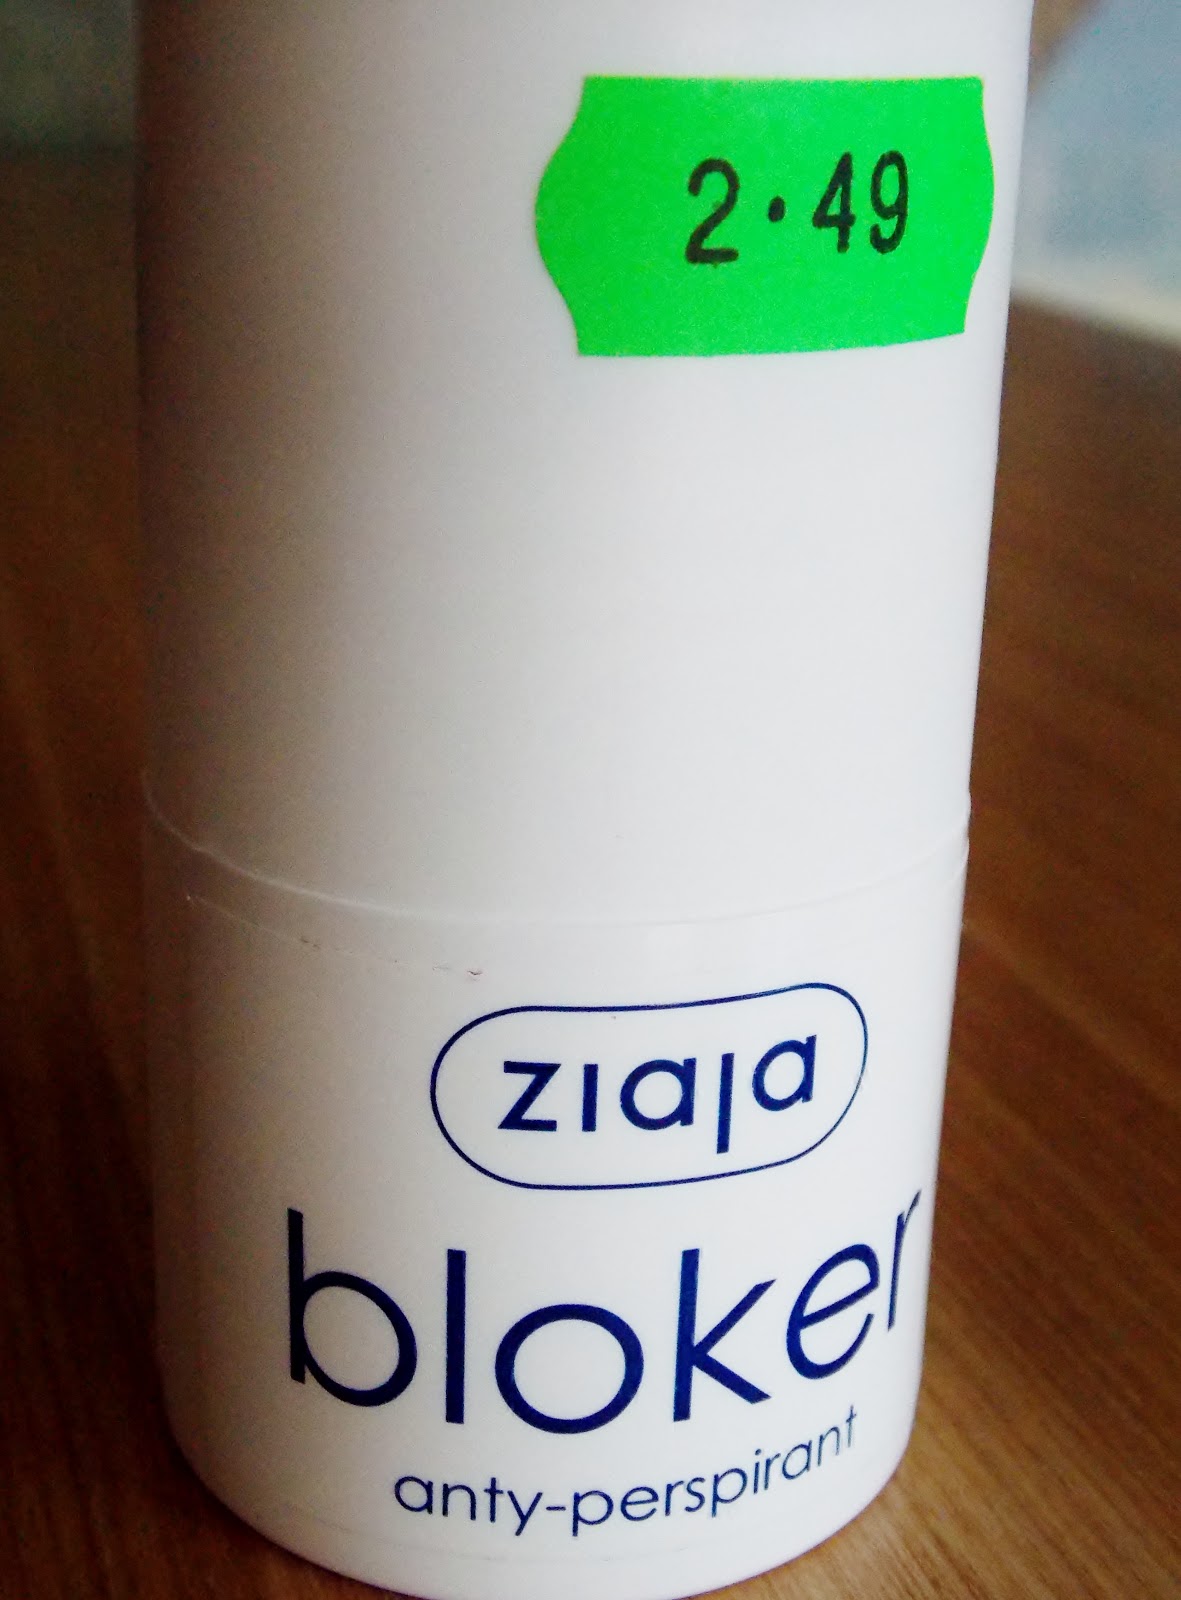 2.49
ziaja
bloker
anty-perspirant